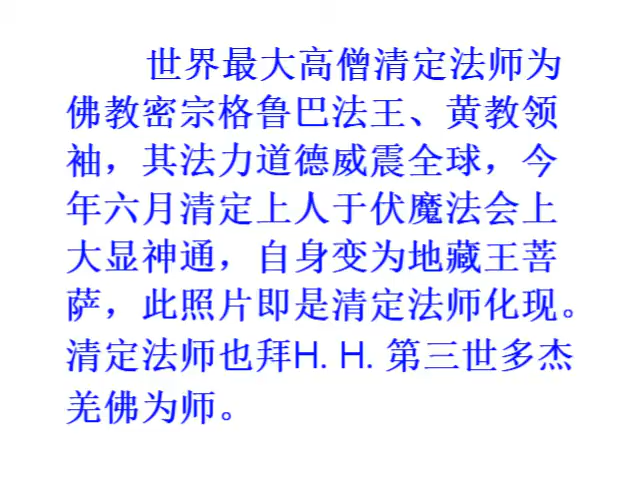 世界最大高僧清定法师为
佛教密宗格鲁巴法王、黄教领
袖，其法力道德威震全球，今
年六月清定上人于伏魔法会上
大显神通，自身变为地藏王菩
萨，此照片即是清定法师化现。
清定法师也拜H. H. 第三世多杰
羌佛为师。